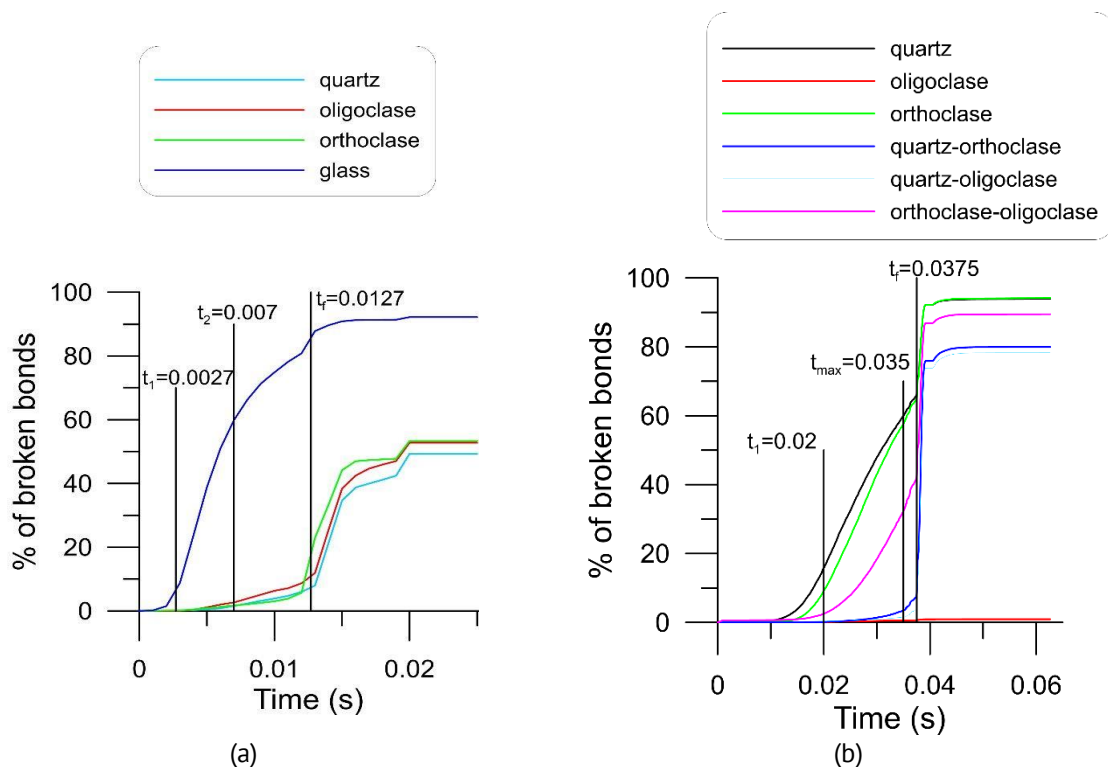 quartz
oligoclase
orthoclase
glass
100
80
60
40
20
0
% of broken bonds
t1=0.0027
t2=0.007
tf=0.0127
0
0.01
0.02
Time (s)
(a)
quartz
oligoclase
orthoclase
quartz-orthoclase
quartz-oligoclase
orthoclase-oligoclase
100
80
60
40
20
0
% of broken bonds
t1=0.02
tmax=0.035
tf=0.0375
0
0.02
0.04
0.06
Time (s)
(b)